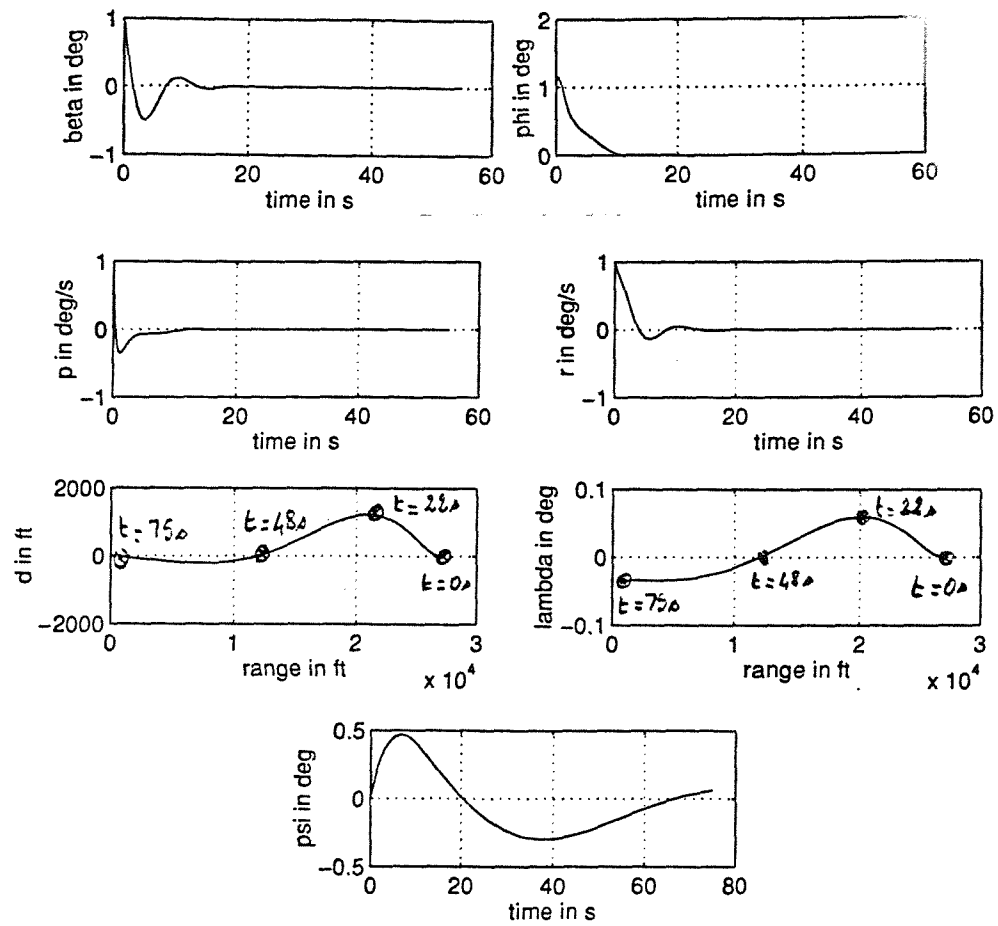 1
0
−1
beta in deg
0
20
40
60
time in s
2
1
0
phi in deg
0
20
40
60
time in s
1
0
−1
p in deg/s
0
20
40
60
time in s
1
0
−1
r in deg/s
0
20
40
60
time in s
2000
0
−2000
d in ft
t=75s
t=48s
t=22s
t=0s
0
1
2
3
range in ft
x 10⁴
0.1
0
−0.1
lambda in deg
t=22s
t=48s
t=0s
t=75s
0
1
2
3
range in ft
x 10⁴
0.5
0
−0.5
psi in deg
0
20
40
60
80
time in s